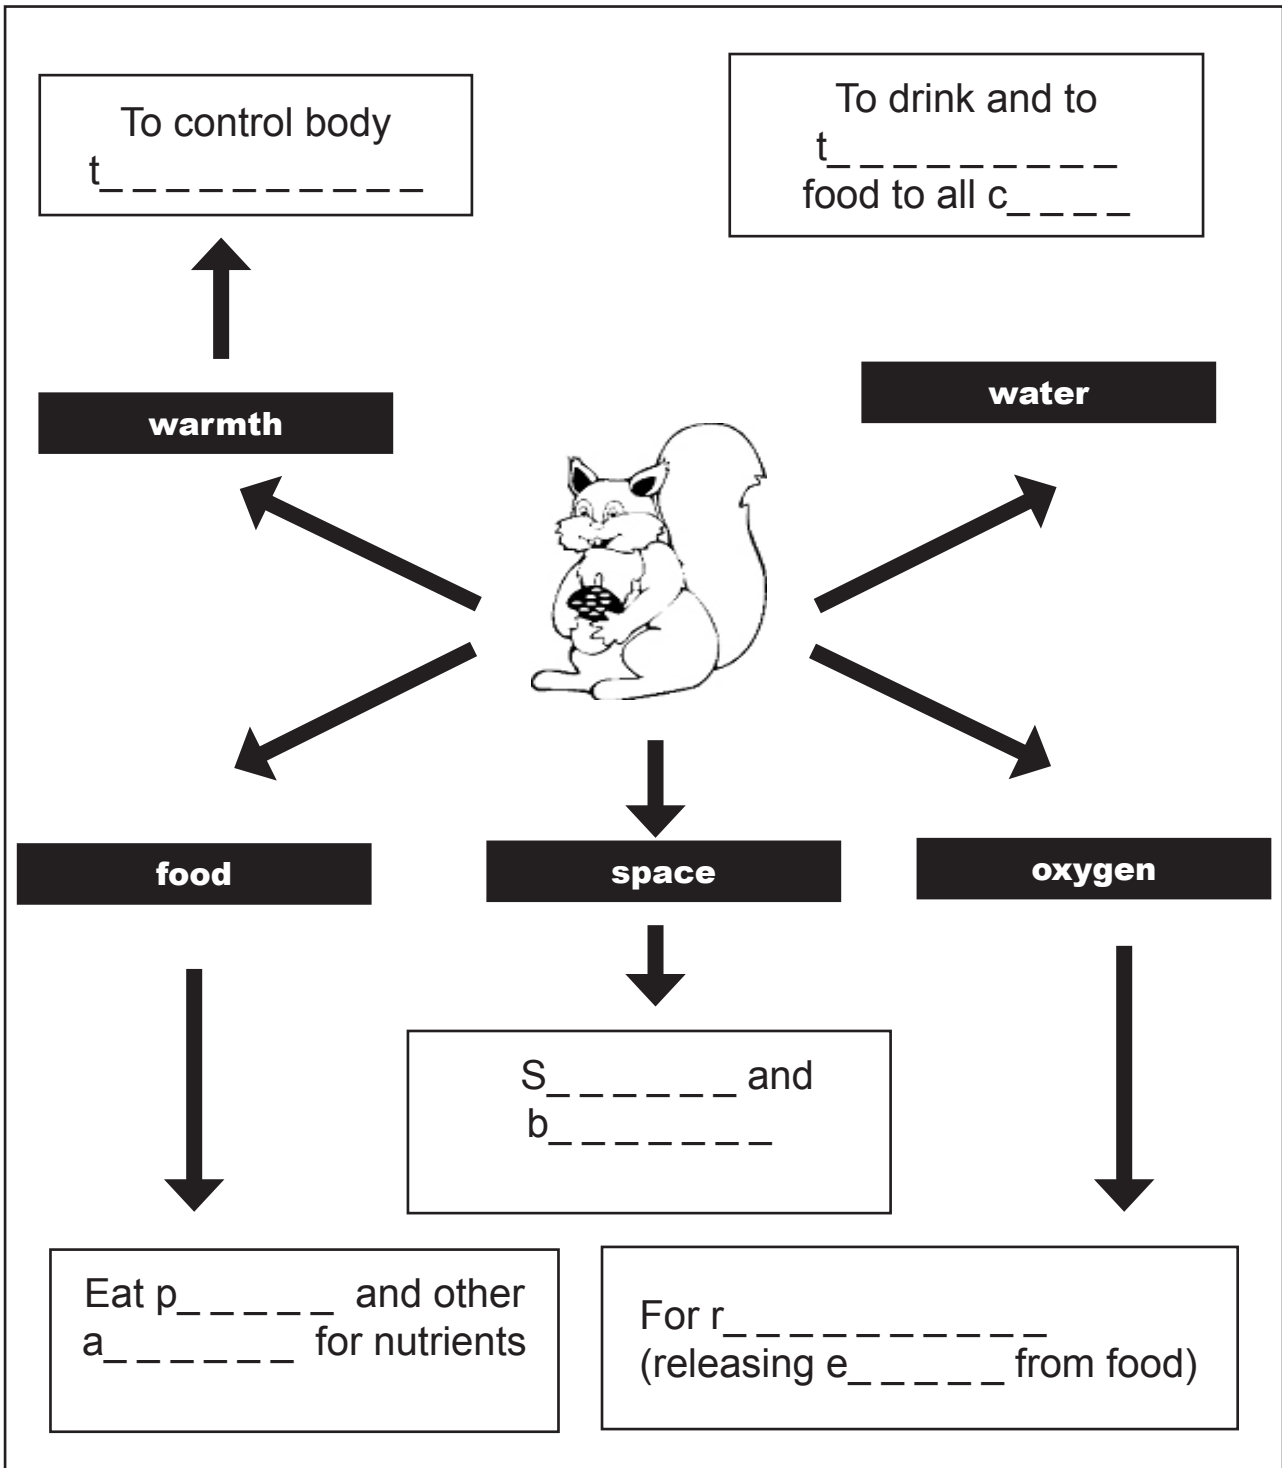 To control body
t_ _ _ _ _ _ _ _ _ _
To drink and to
t_ _ _ _ _ _ _ _ _
food to all c_ _ _ _
warmth
water
food
space
oxygen
S_ _ _ _ _ _ and
b_ _ _ _ _ _ _
Eat p_ _ _ _ _ and other
a_ _ _ _ _ _ for nutrients
For r_ _ _ _ _ _ _ _ _ _
(releasing e_ _ _ _ _ from food)